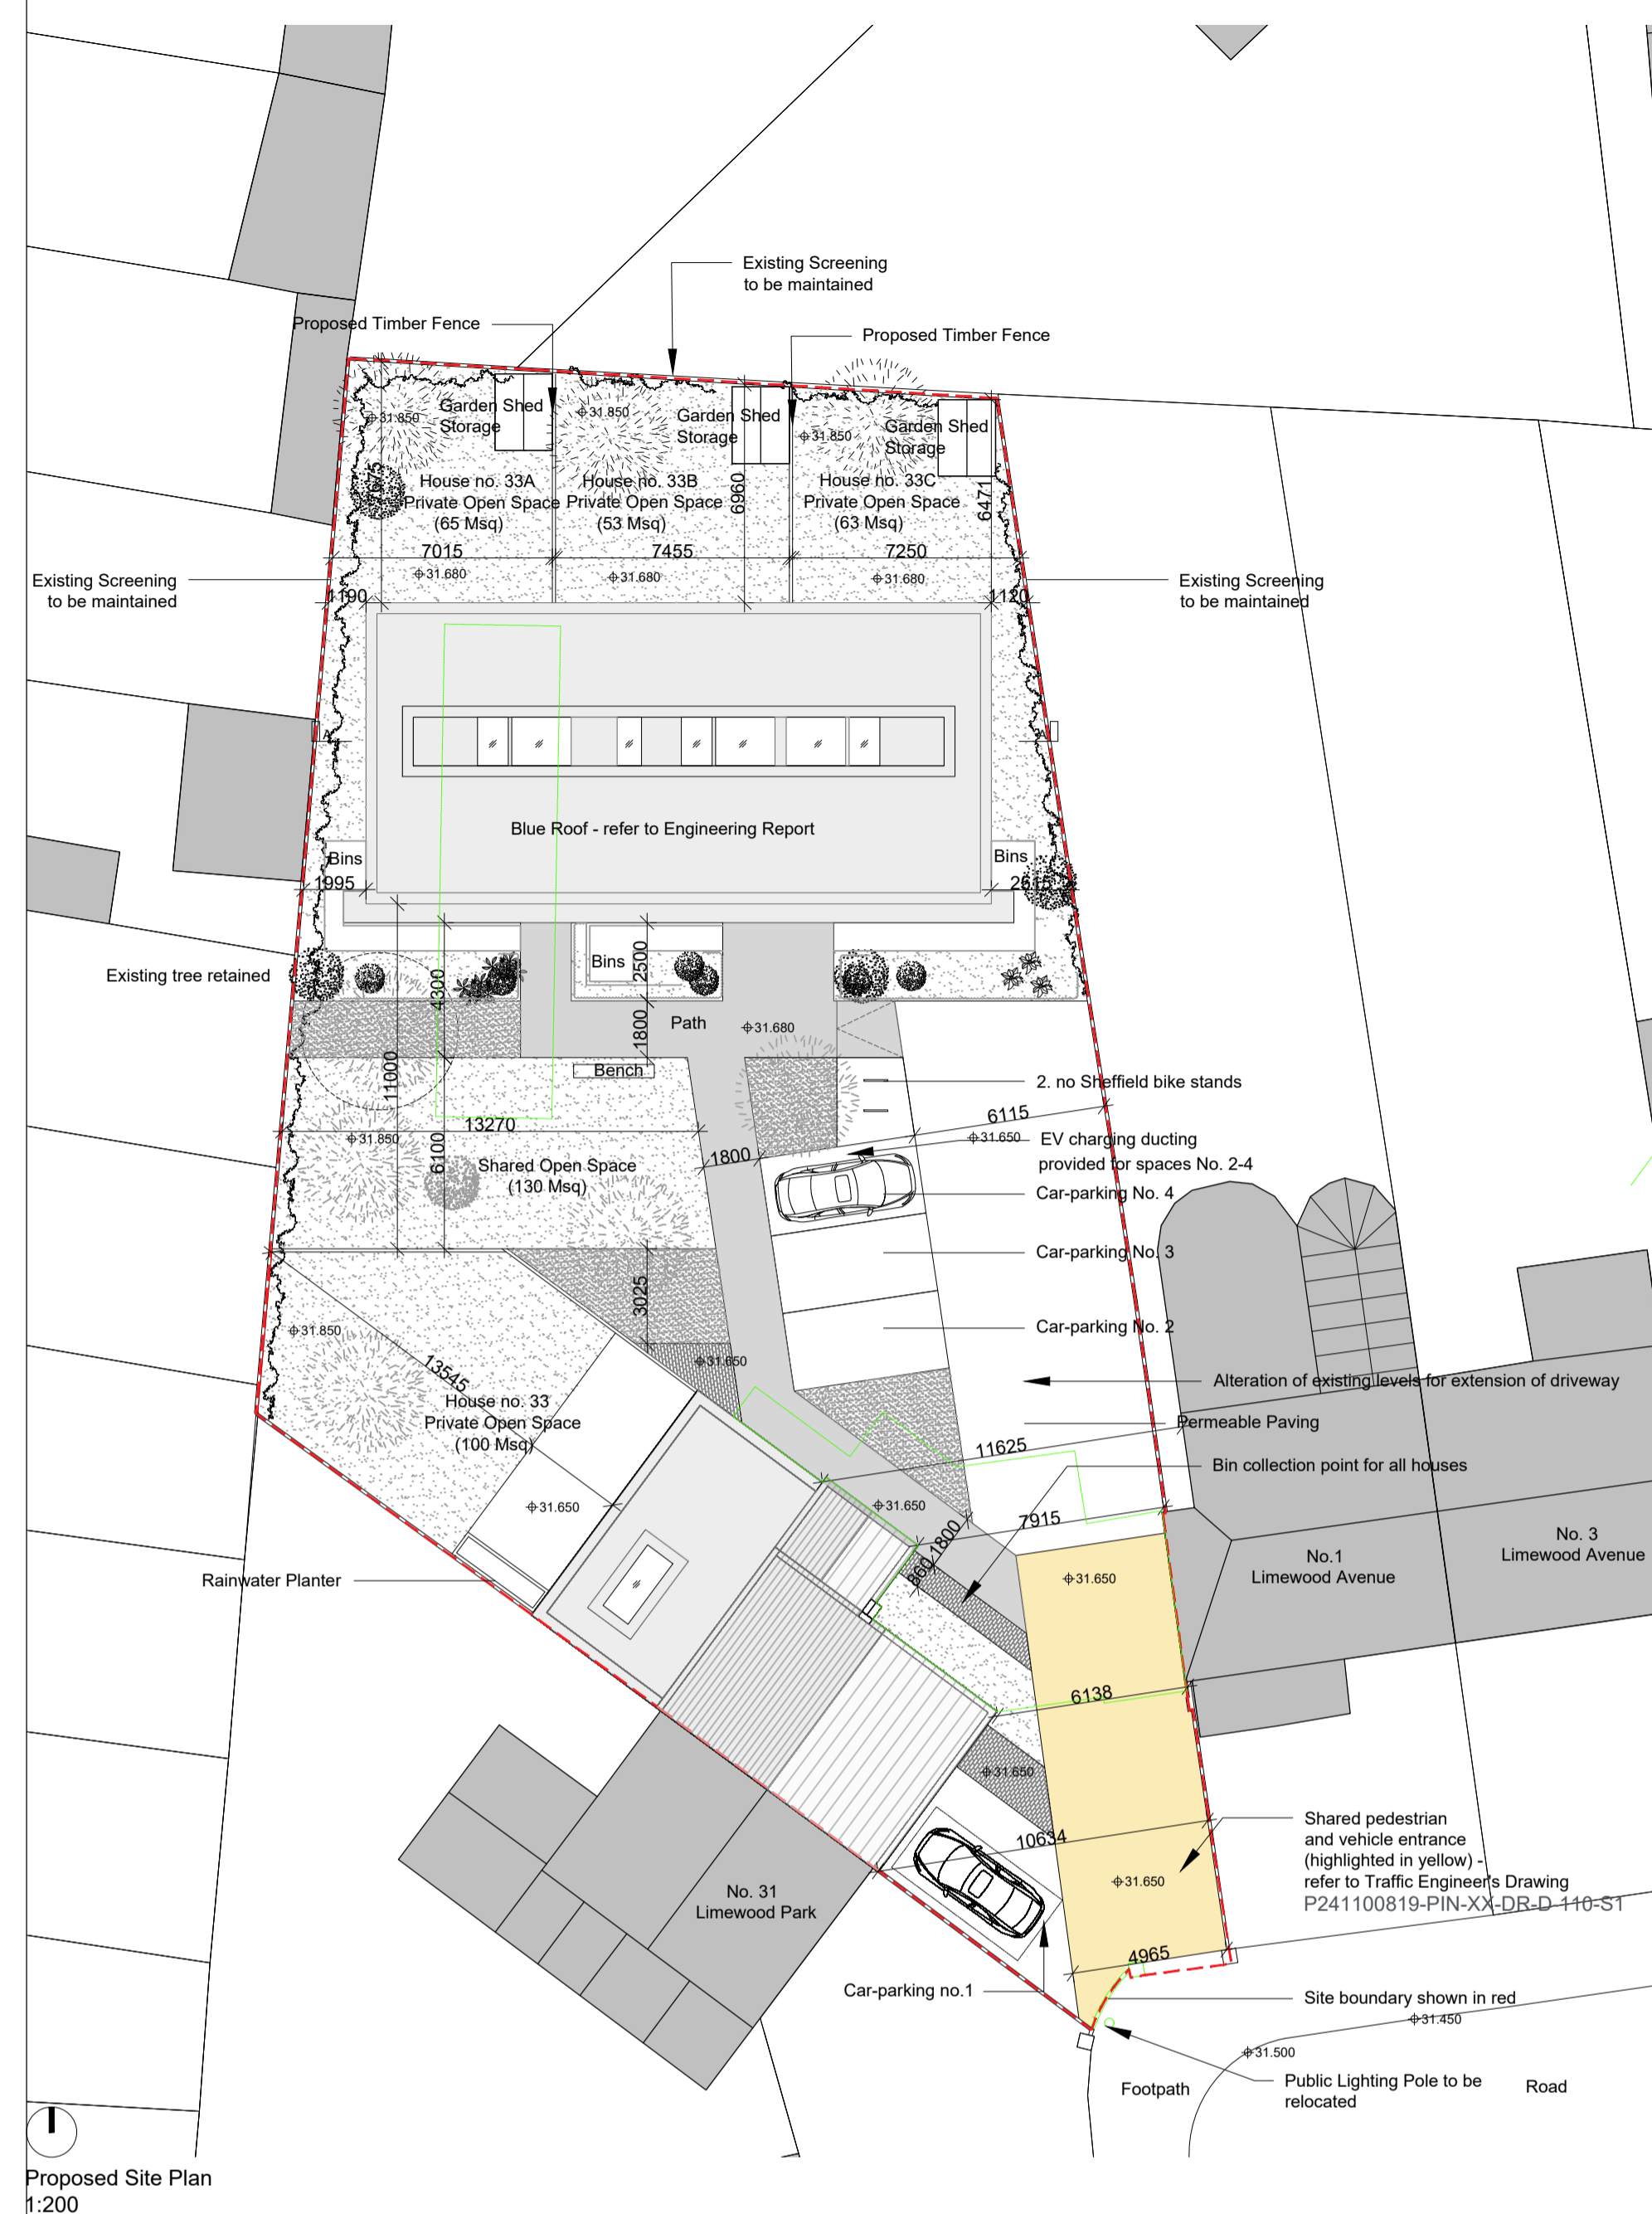 Existing Screening
to be maintained
Proposed Timber Fence
Proposed Timber Fence
Garden Shed
Storage
31.850
Garden Shed
Storage
31.850
Garden Shed
Storage
31.850
House no. 33A
Private Open Space
(65 Msq)
House no. 33B
Private Open Space
(53 Msq)
House no. 33C
Private Open Space
(63 Msq)
6960
6471
7015
7455
7250
31.680
31.680
31.680
Existing Screening
to be maintained
Existing Screening
to be maintained
1190
1120
A
A
Blue Roof - refer to Engineering Report
Bins
Bins
1995
2615
Existing tree retained
Bins
2500
4300
1800
Path
31.680
11000
Bench
2. no Sheffield bike stands
6115
13270
31.850
6100
31.650
EV charging ducting
provided for spaces No. 2-4
1800
Shared Open Space
(130 Msq)
Car-parking No. 4
Car-parking No. 3
3025
Car-parking No. 2
31.850
31.650
13545
Alteration of existing levels for extension of driveway
House no. 33
Private Open Space
(100 Msq)
Permeable Paving
11625
Bin collection point for all houses
31.650
31.650
7915
1800
860
No. 3
Limewood Avenue
No.1
Limewood Avenue
Rainwater Planter
31.650
6138
31.650
Shared pedestrian
and vehicle entrance
(highlighted in yellow) -
refer to Traffic Engineer's Drawing
P241100819-PIN-XX-DR-D-110-S1
10634
31.650
No. 31
Limewood Park
4965
Car-parking no.1
Site boundary shown in red
31.450
31.500
Public Lighting Pole to be
relocated
Footpath
Road
Proposed Site Plan
1:200